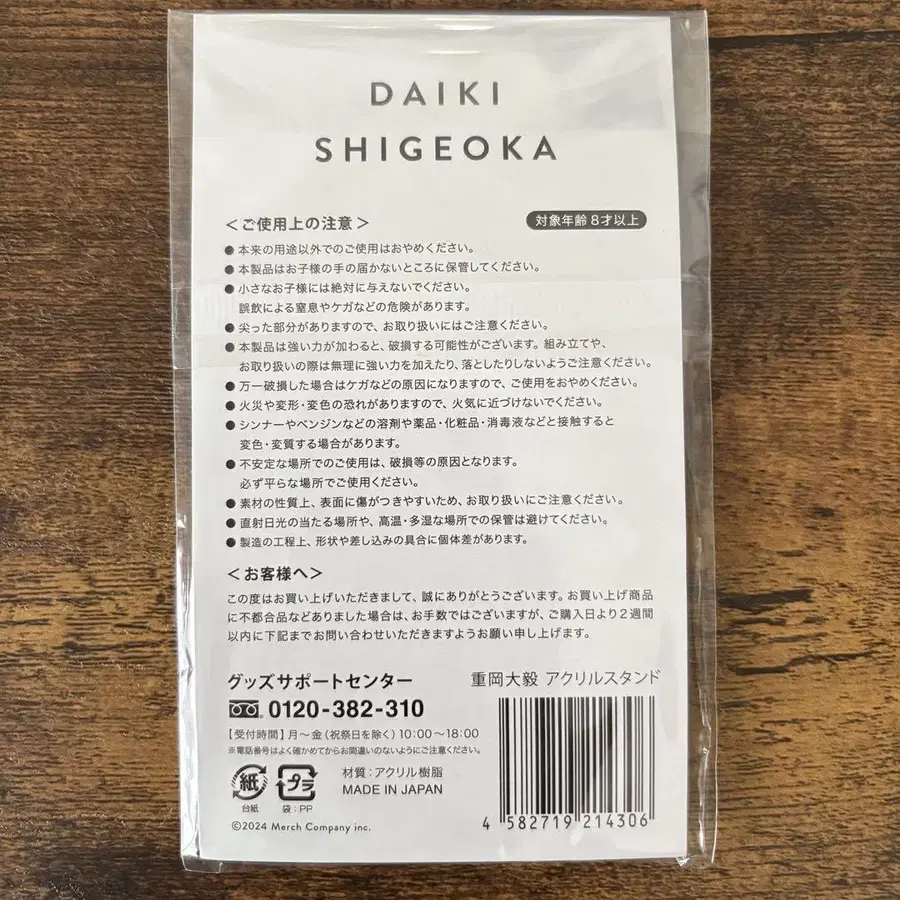 DAIKI
SHIGEOKA
＜ご使用上の注意＞
対象年齢8才以上
●本来の用途以外でのご使用はおやめください。
●本製品はお子様の手の届かないところに保管してください。
●小さなお子様には絶対に与えないでください。
誤飲による窒息やケガなどの危険があります。
●尖った部分がありますので、お取り扱いにはご注意ください。
●本製品は強い力が加わると、破損する可能性がございます。組み立てや、
お取り扱いの際は無理に強い力を加えたり、落としたりしないようご注意ください。
●万一破損した場合はケガなどの原因になりますので、ご使用をおやめください。
●火災や変形・変色の恐れがありますので、火気に近づけないでください。
●シンナーやベンジンなどの溶剤や薬品・化粧品・消毒液などと接触すると
変色・変質する場合があります。
●不安定な場所でのご使用は、破損等の原因となります。
必ず平らな場所でご使用ください。
●素材の性質上、表面に傷がつきやすいため、お取り扱いにご注意ください。
●直射日光の当たる場所や、高温・多湿な場所での保管は避けてください。
●製造の工程上、形状や差し込みの具合に個体差があります。
＜お客様へ＞
この度はお買い上げいただきまして、誠にありがとうございます。お買い上げ商品
に不都合品などありました場合は、お手数ではございますが、ご購入日より2週間
以内に下記までお問い合わせいただきますようお願い申し上げます。
グッズサポートセンター
0120-382-310
【受付時間】月〜金(祝祭日を除く)10:00〜18:00
※電話番号はよく確かめてからお間違いのないようにご注意ください。
重岡大毅 アクリルスタンド
紙
台紙
プラ
袋：PP
材質：アクリル樹脂
MADE IN JAPAN
4 582719 214306
©2024 Merch Company inc.